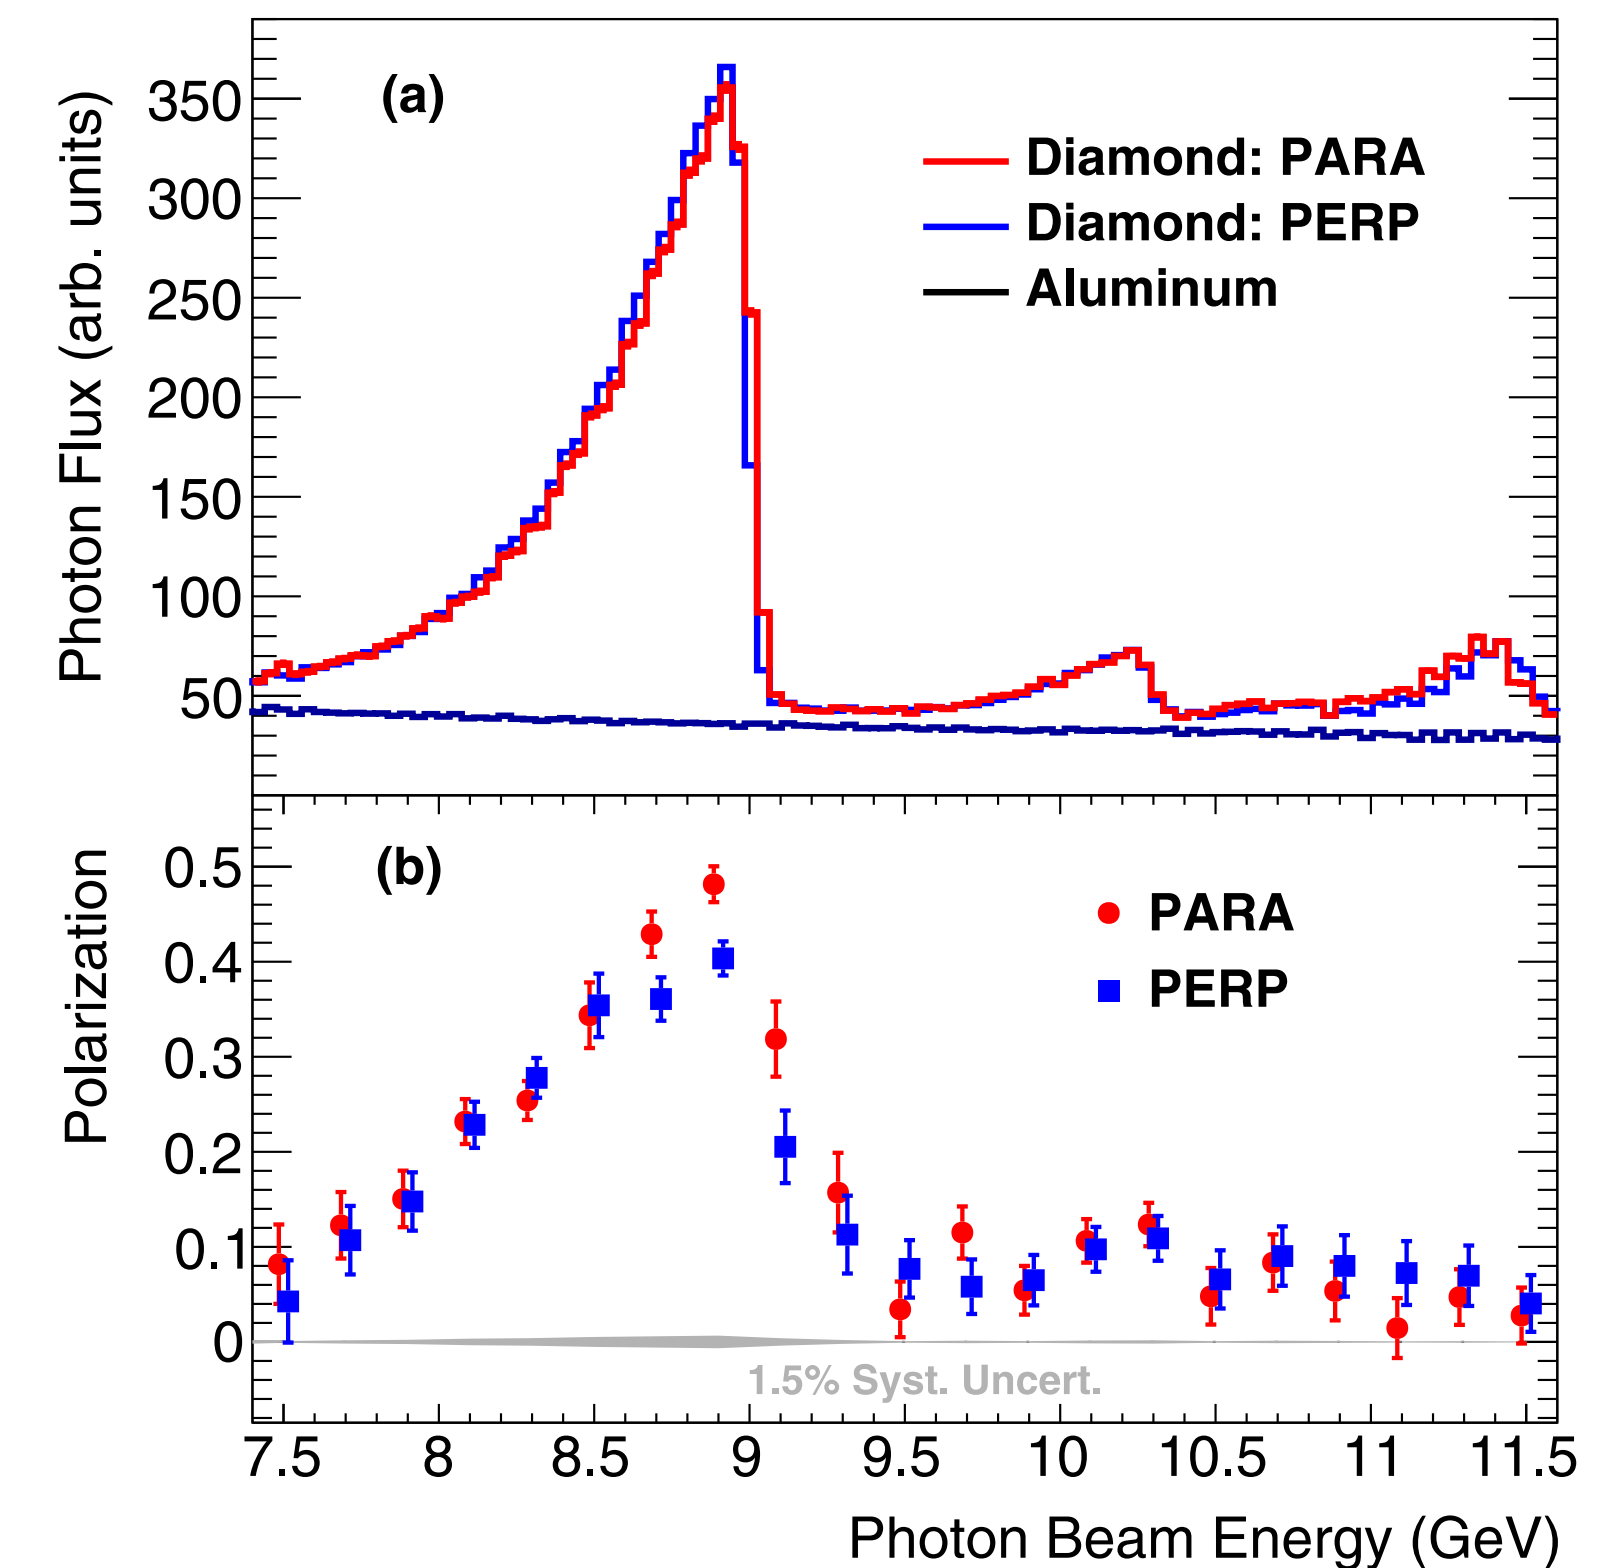 (a)
Photon Flux (arb. units)
350
300
250
200
150
100
50
Diamond: PARA
Diamond: PERP
Aluminum
(b)
Polarization
0.5
0.4
0.3
0.2
0.1
0
PARA
PERP
1.5% Syst. Uncert.
7.5 8 8.5 9 9.5 10 10.5 11 11.5
Photon Beam Energy (GeV)